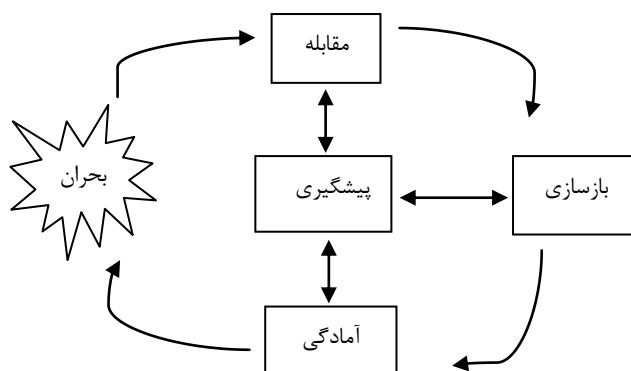 مقابله
بحران
پیشگیری
بازسازی
آمادگی